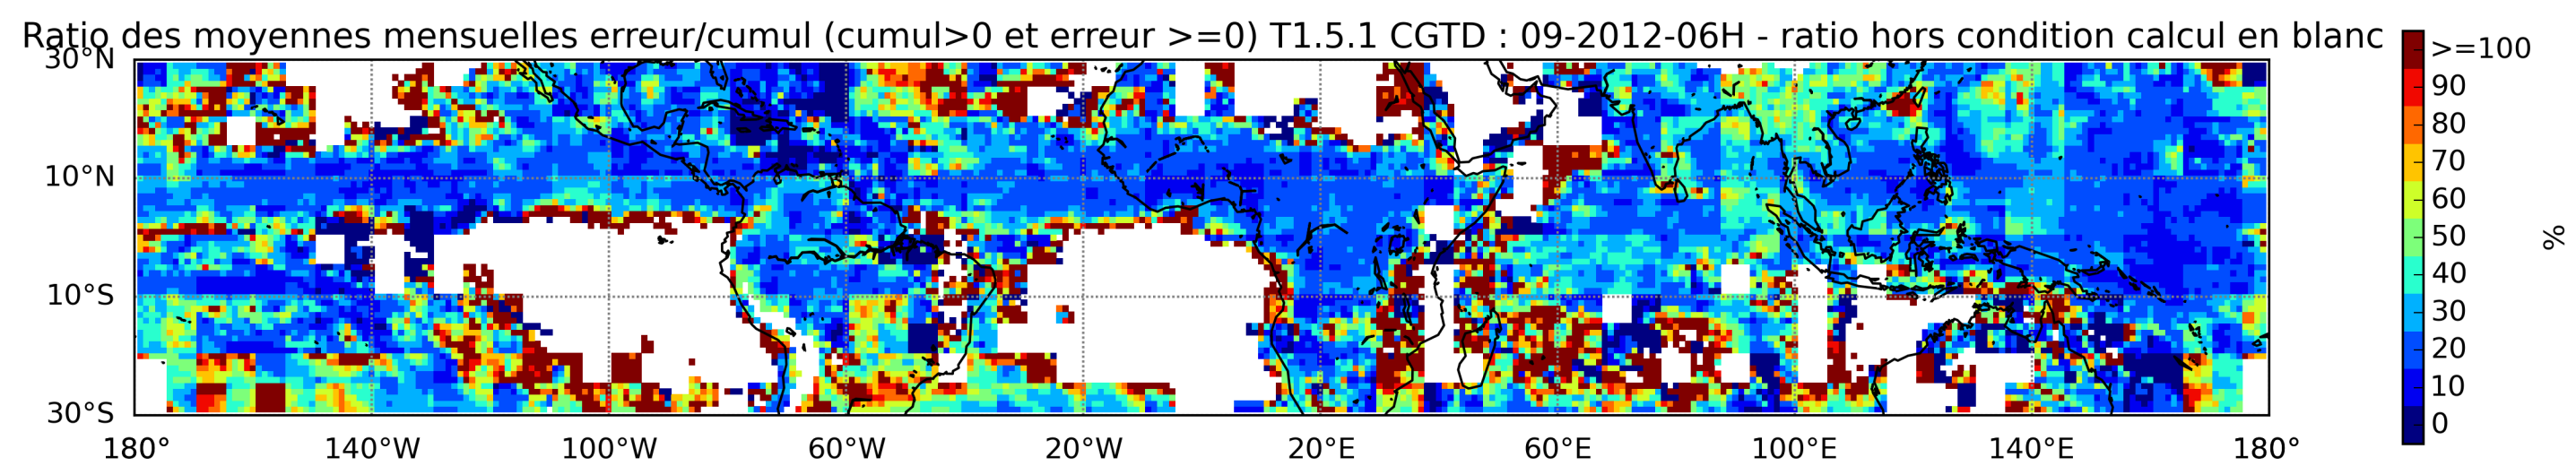 Ratio des moyennes mensuelles erreur/cumul (cumul>0 et erreur >=0) T1.5.1 CGTD : 09-2012-06H - ratio hors condition calcul en blanc
30°N
10°N
10°S
30°S
180° 140°W 100°W 60°W 20°W 20°E 60°E 100°E 140°E 180°
>=100
90
80
70
60
50
40
30
20
10
0
%